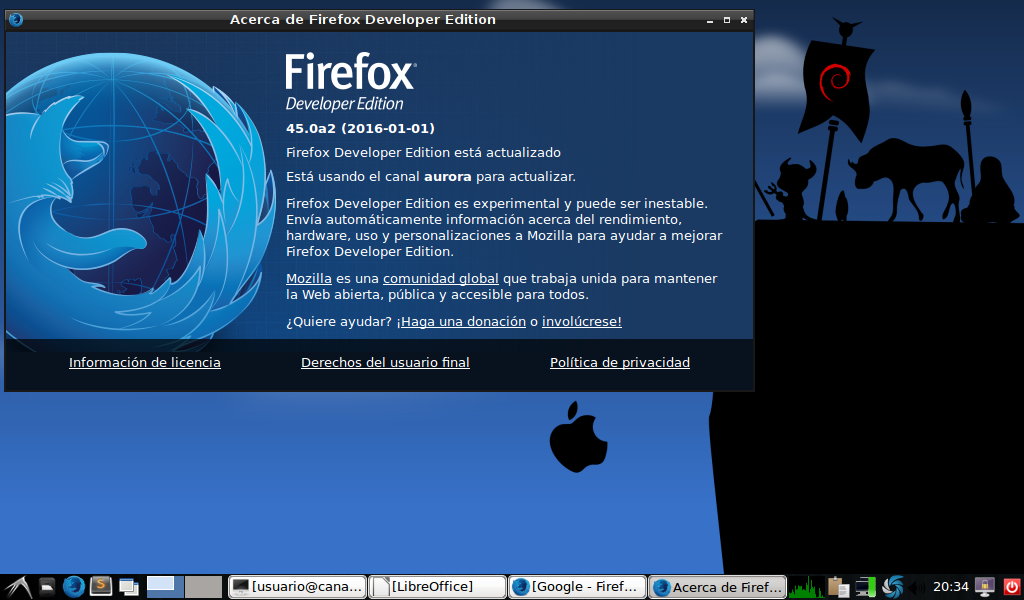 Acerca de Firefox Developer Edition
Firefox
Developer Edition
45.0a2 (2016-01-01)
Firefox Developer Edition está actualizado
Está usando el canal aurora para actualizar.
Firefox Developer Edition es experimental y puede ser inestable.
Envía automáticamente información acerca del rendimiento,
hardware, uso y personalizaciones a Mozilla para ayudar a mejorar
Firefox Developer Edition.
Mozilla es una comunidad global que trabaja unida para mantener
la Web abierta, pública y accesible para todos.
¿Quiere ayudar? ¡Haga una donación o involúcrese!
Información de licencia
Derechos del usuario final
Política de privacidad
S
[usuario@cana...
[LibreOffice]
[Google - Firef...
Acerca de Firef...
20:34